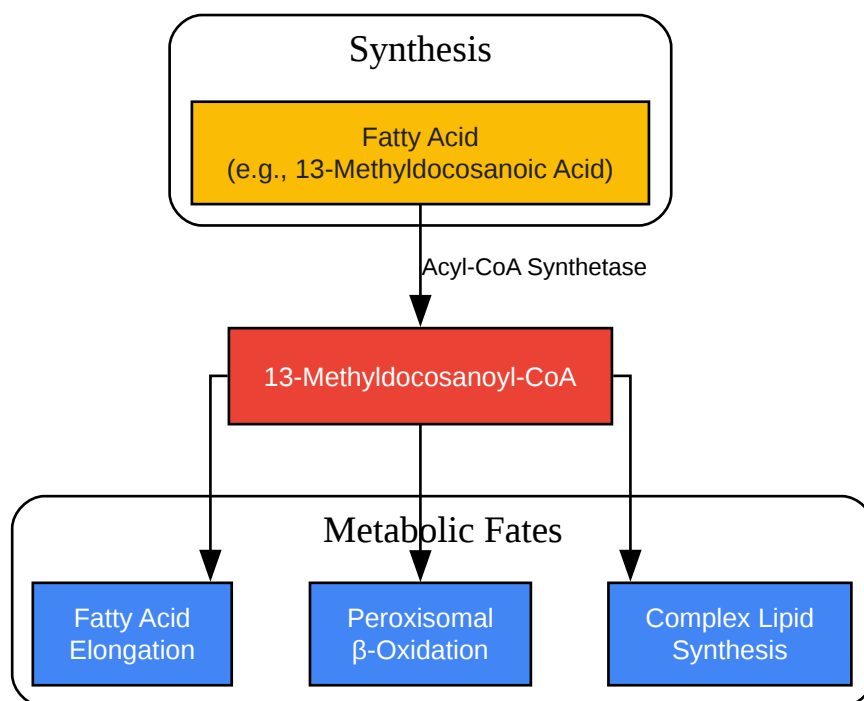 Synthesis
Fatty Acid
(e.g., 13-Methyldocosanoic Acid)
Acyl-CoA Synthetase
13-Methyldocosanoyl-CoA
Metabolic Fates
Fatty Acid
Elongation
Peroxisomal
β-Oxidation
Complex Lipid
Synthesis